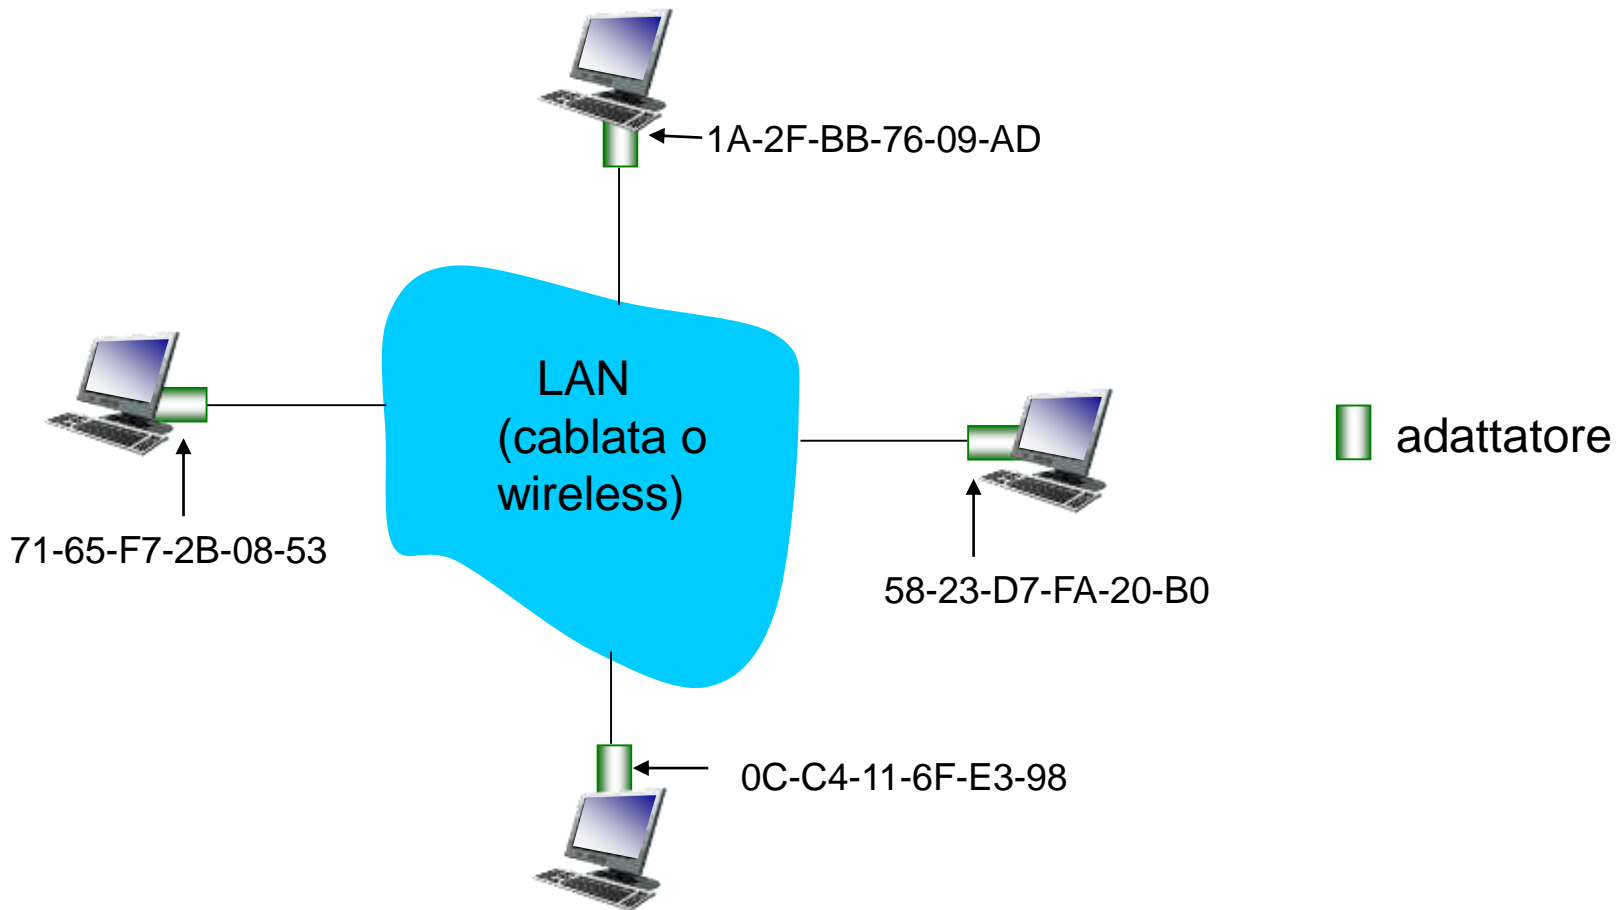 1A-2F-BB-76-09-AD
LAN
(cablata o
wireless)
adattatore
71-65-F7-2B-08-53
58-23-D7-FA-20-B0
0C-C4-11-6F-E3-98